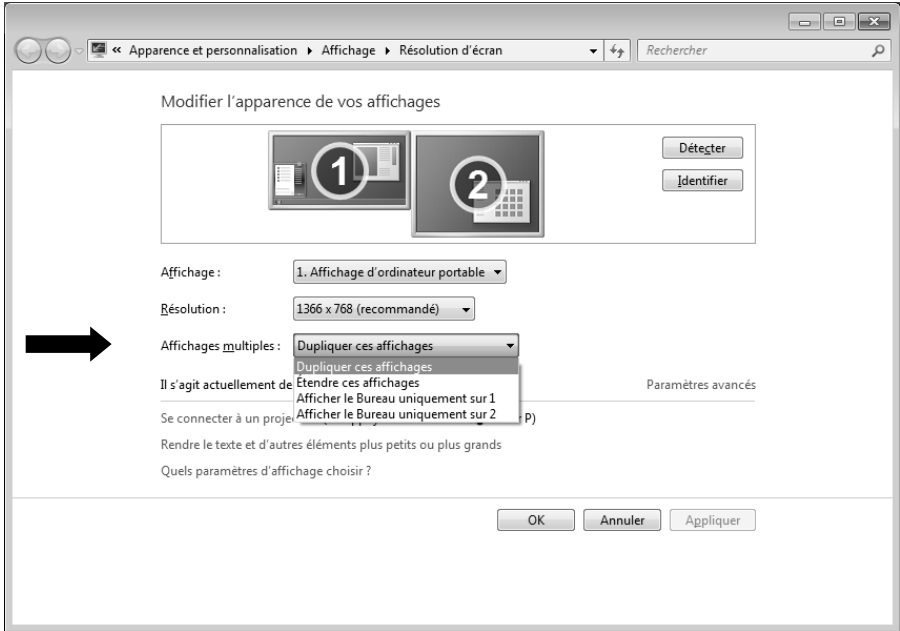 « Apparence et personnalisation ▸ Affichage ▸ Résolution d'écran
Rechercher
Modifier l'apparence de vos affichages
1
2
Détecter
Identifier
Affichage :
1. Affichage d'ordinateur portable
Résolution :
1366 x 768 (recommandé)
Affichages multiples :
Dupliquer ces affichages
Dupliquer ces affichages
Étendre ces affichages
Afficher le Bureau uniquement sur 1
Afficher le Bureau uniquement sur 2
Il s'agit actuellement de
Paramètres avancés
Se connecter à un proje r P)
Rendre le texte et d'autres éléments plus petits ou plus grands
Quels paramètres d'affichage choisir ?
OK
Annuler
Appliquer